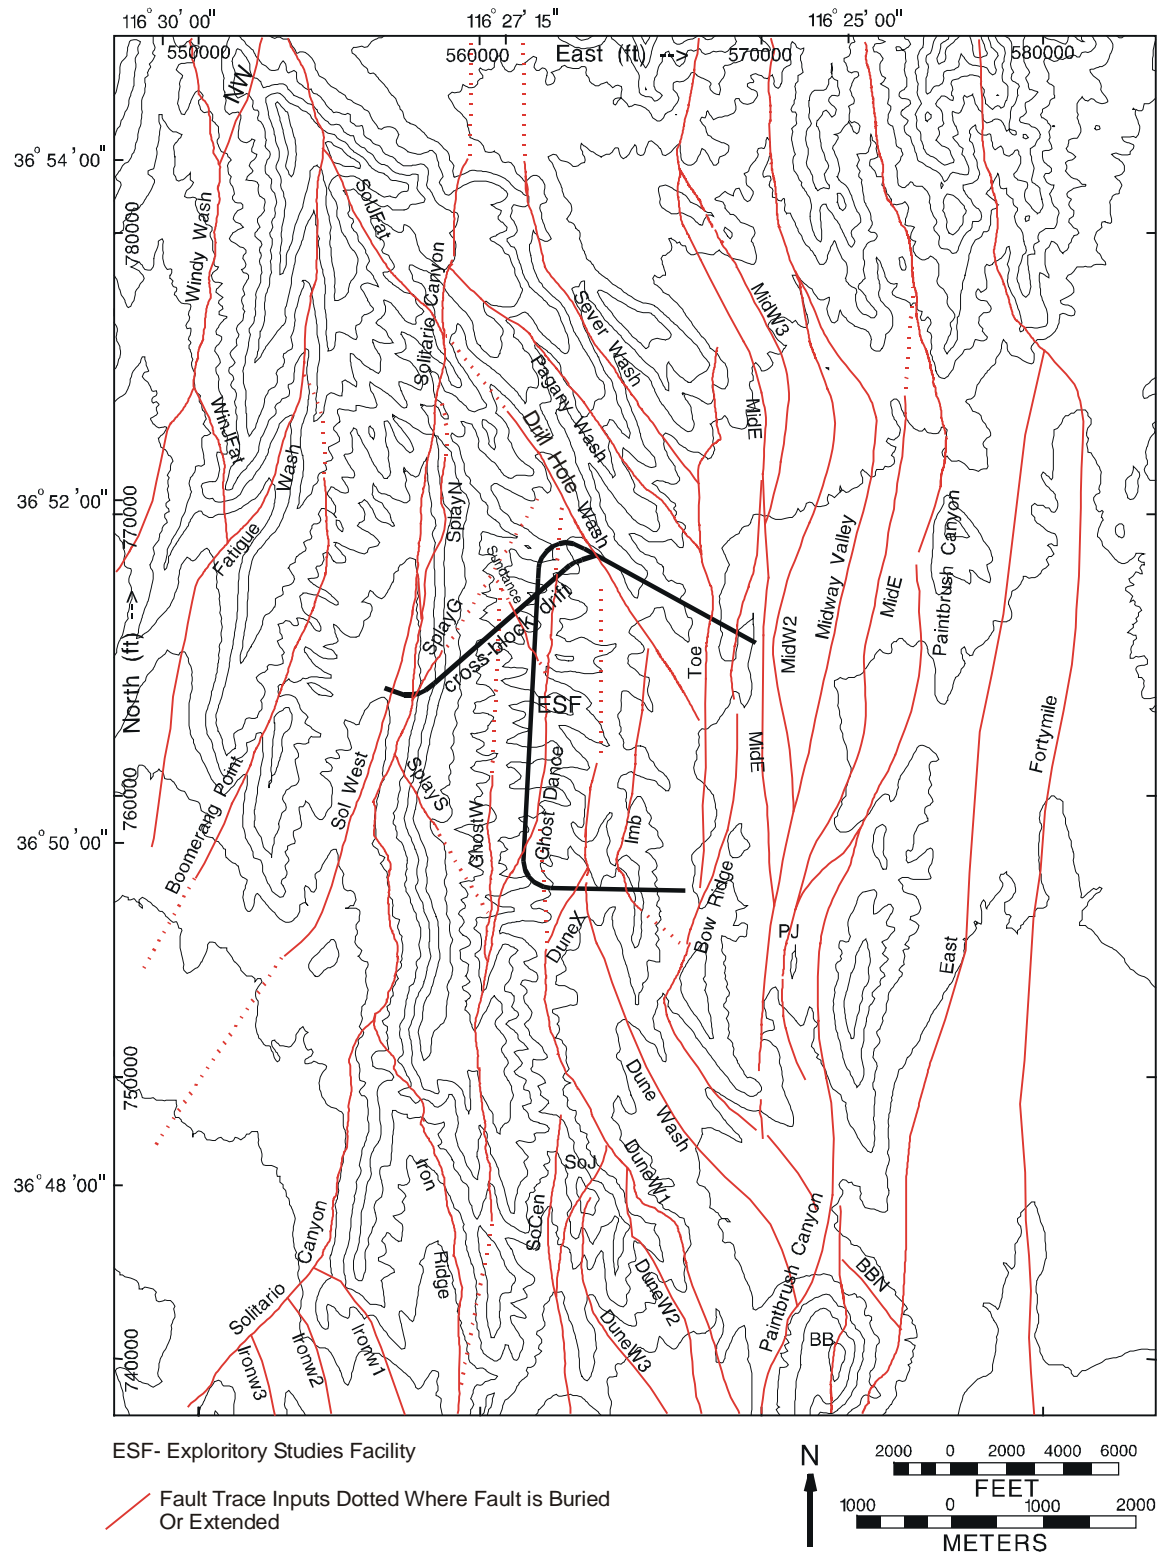 116° 30' 00"
116° 27' 15"
116° 25' 00"
550000
560000
East (ft) -->
570000
580000
NW
36° 54' 00"
SolJFat
780000
Windy Wash
Solitario Canyon
MidW3
Sever Wash
Pagany Wash
WinJFat
Drill Hole Wash
MidE
Wash
36° 52' 00"
770000
SplayN
Fatigue
Sundance
Midway Valley
Paintbrush Canyon
MidE
cross-block drift
SplayG
MidW2
Toe
North (ft) -->
ESF
Fortymile
MidE
Sol West
SplayS
Ghost Dance
760000
Boomerang Point
GhostW
Imb
36° 50' 00"
Bow Ridge
DuneX
PJ
East
750000
Dune Wash
36° 48' 00"
Iron
SoJ
DuneW1
SoCen
Canyon
Paintbrush Canyon
Ridge
BBN
DuneW2
Solitario
BB
DuneW3
740000
Ironw3
Ironw2
Ironw1
ESF- Exploritory Studies Facility
Fault Trace Inputs Dotted Where Fault is Buried
Or Extended
N
2000 0 2000 4000 6000
FEET
1000 0 1000 2000
METERS